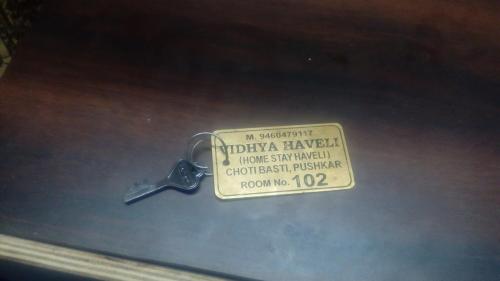 M. 9460479117
VIDHYA HAVELI
(HOME STAY HAVELI)
CHOTI BASTI, PUSHKAR
ROOM No. 102